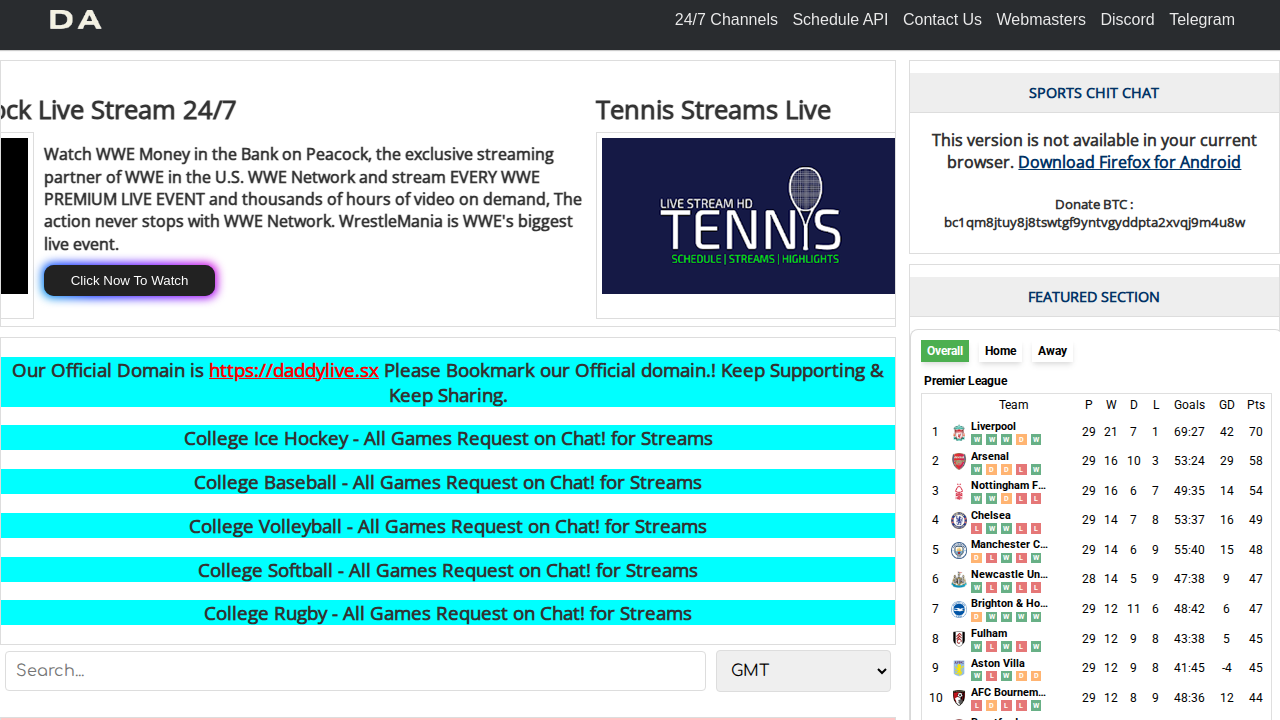 DA
24/7 Channels Schedule API Contact Us Webmasters Discord Telegram
ock Live Stream 24/7
Watch WWE Money in the Bank on Peacock, the exclusive streaming
partner of WWE in the U.S. WWE Network and stream EVERY WWE
PREMIUM LIVE EVENT and thousands of hours of video on demand, The
action never stops with WWE Network. WrestleMania is WWE's biggest
live event.
Click Now To Watch
Tennis Streams Live
LIVE STREAM HD
TENNIS
SCHEDULE | STREAMS | HIGHLIGHTS
Our Official Domain is https://daddylive.sx Please Bookmark our Official domain.! Keep Supporting &
Keep Sharing.
College Ice Hockey - All Games Request on Chat! for Streams
College Baseball - All Games Request on Chat! for Streams
College Volleyball - All Games Request on Chat! for Streams
College Softball - All Games Request on Chat! for Streams
College Rugby - All Games Request on Chat! for Streams
Search...
GMT
SPORTS CHIT CHAT
This version is not available in your current
browser. Download Firefox for Android
Donate BTC :
bc1qm8jtuy8j8tswtgf9yntvgyddpta2xvqj9m4u8w
FEATURED SECTION
Overall Home Away
Premier League
Team P W D L Goals GD Pts
1 Liverpool 29 21 7 1 69:27 42 70
W W W D W
2 Arsenal 29 16 10 3 53:24 29 58
W D D L W
3 Nottingham F... 29 16 6 7 49:35 14 54
W W D L L
4 Chelsea 29 14 7 8 53:37 16 49
L W W L L
5 Manchester C... 29 14 6 9 55:40 15 48
D L W L W
6 Newcastle Un... 28 14 5 9 47:38 9 47
W L W L L
7 Brighton & Ho... 29 12 11 6 48:42 6 47
D W W W W
8 Fulham 29 12 9 8 43:38 5 45
W L W L W
9 Aston Villa 29 12 9 8 41:45 -4 45
W L W D D
10 AFC Bournem... 29 12 8 9 48:36 12 44
L D L L W